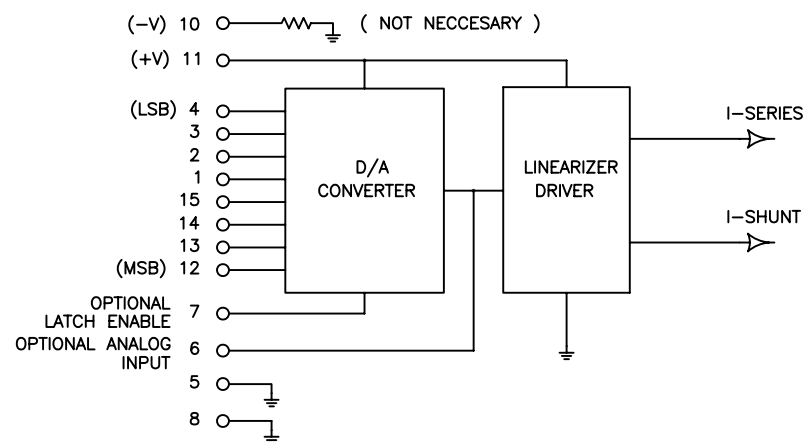 (–V) 10 ( NOT NECCESARY )
(+V) 11
(LSB) 4
3
2
1
15
14
13
(MSB) 12
OPTIONAL
LATCH ENABLE 7
OPTIONAL ANALOG
INPUT 6
5
8
D/A
CONVERTER
LINEARIZER
DRIVER
I–SERIES
I–SHUNT